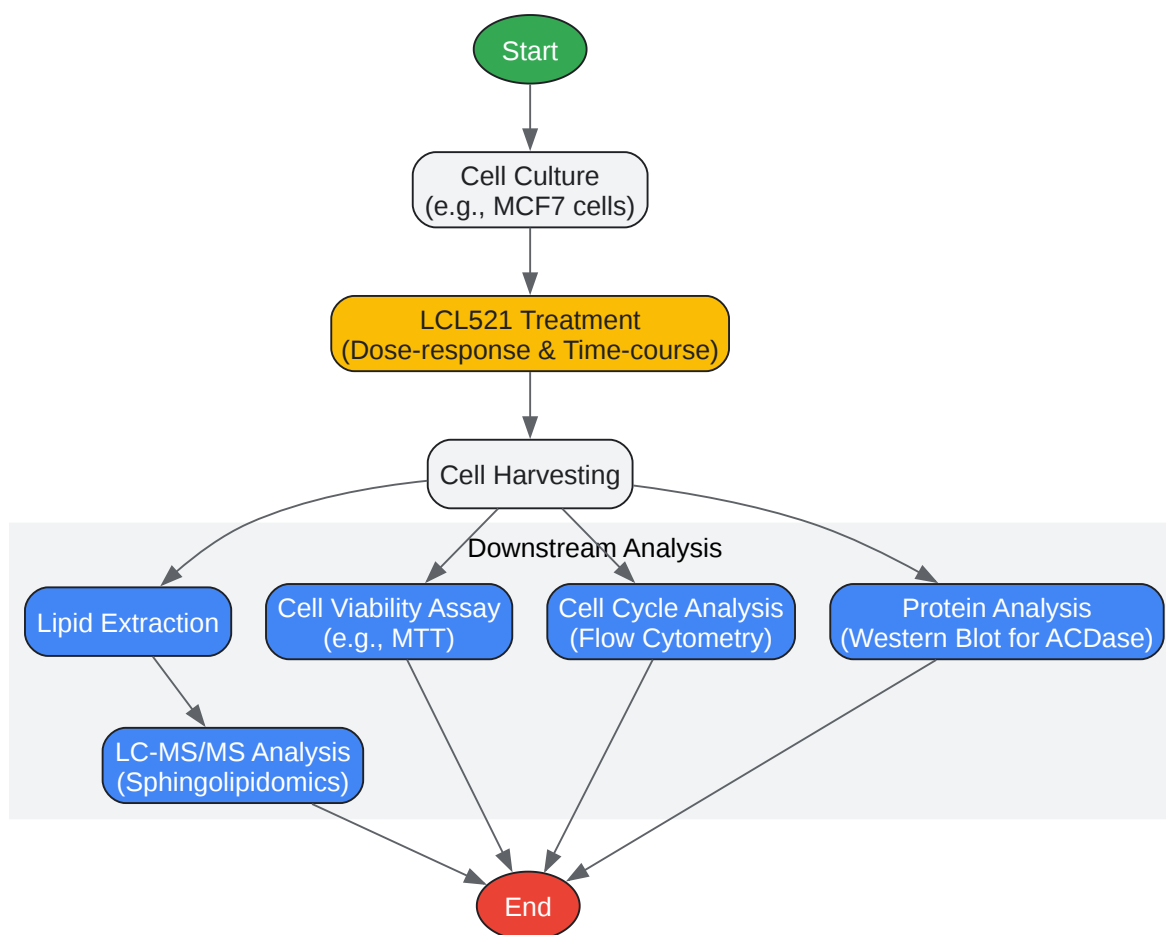 Start
Cell Culture
(e.g., MCF7 cells)
LCL521 Treatment
(Dose-response & Time-course)
Cell Harvesting
Downstream Analysis
Lipid Extraction
Cell Viability Assay
(e.g., MTT)
Cell Cycle Analysis
(Flow Cytometry)
Protein Analysis
(Western Blot for ACDase)
LC-MS/MS Analysis
(Sphingolipidomics)
End